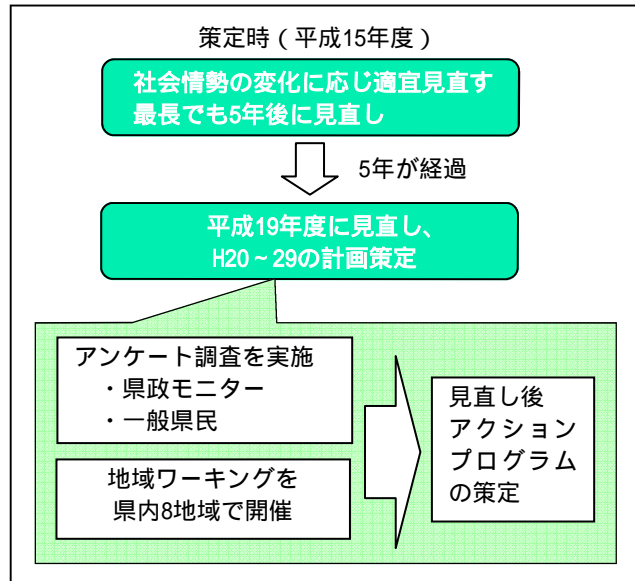 策定時(平成15年度)
社会情勢の変化に応じ適宜見直す
最長でも5年後に見直し
5年が経過
平成19年度に見直し、
H20~29の計画策定
アンケート調査を実施
・県政モニター
・一般県民
地域ワーキングを
県内8地域で開催
見直し後
アクション
プログラム
の策定